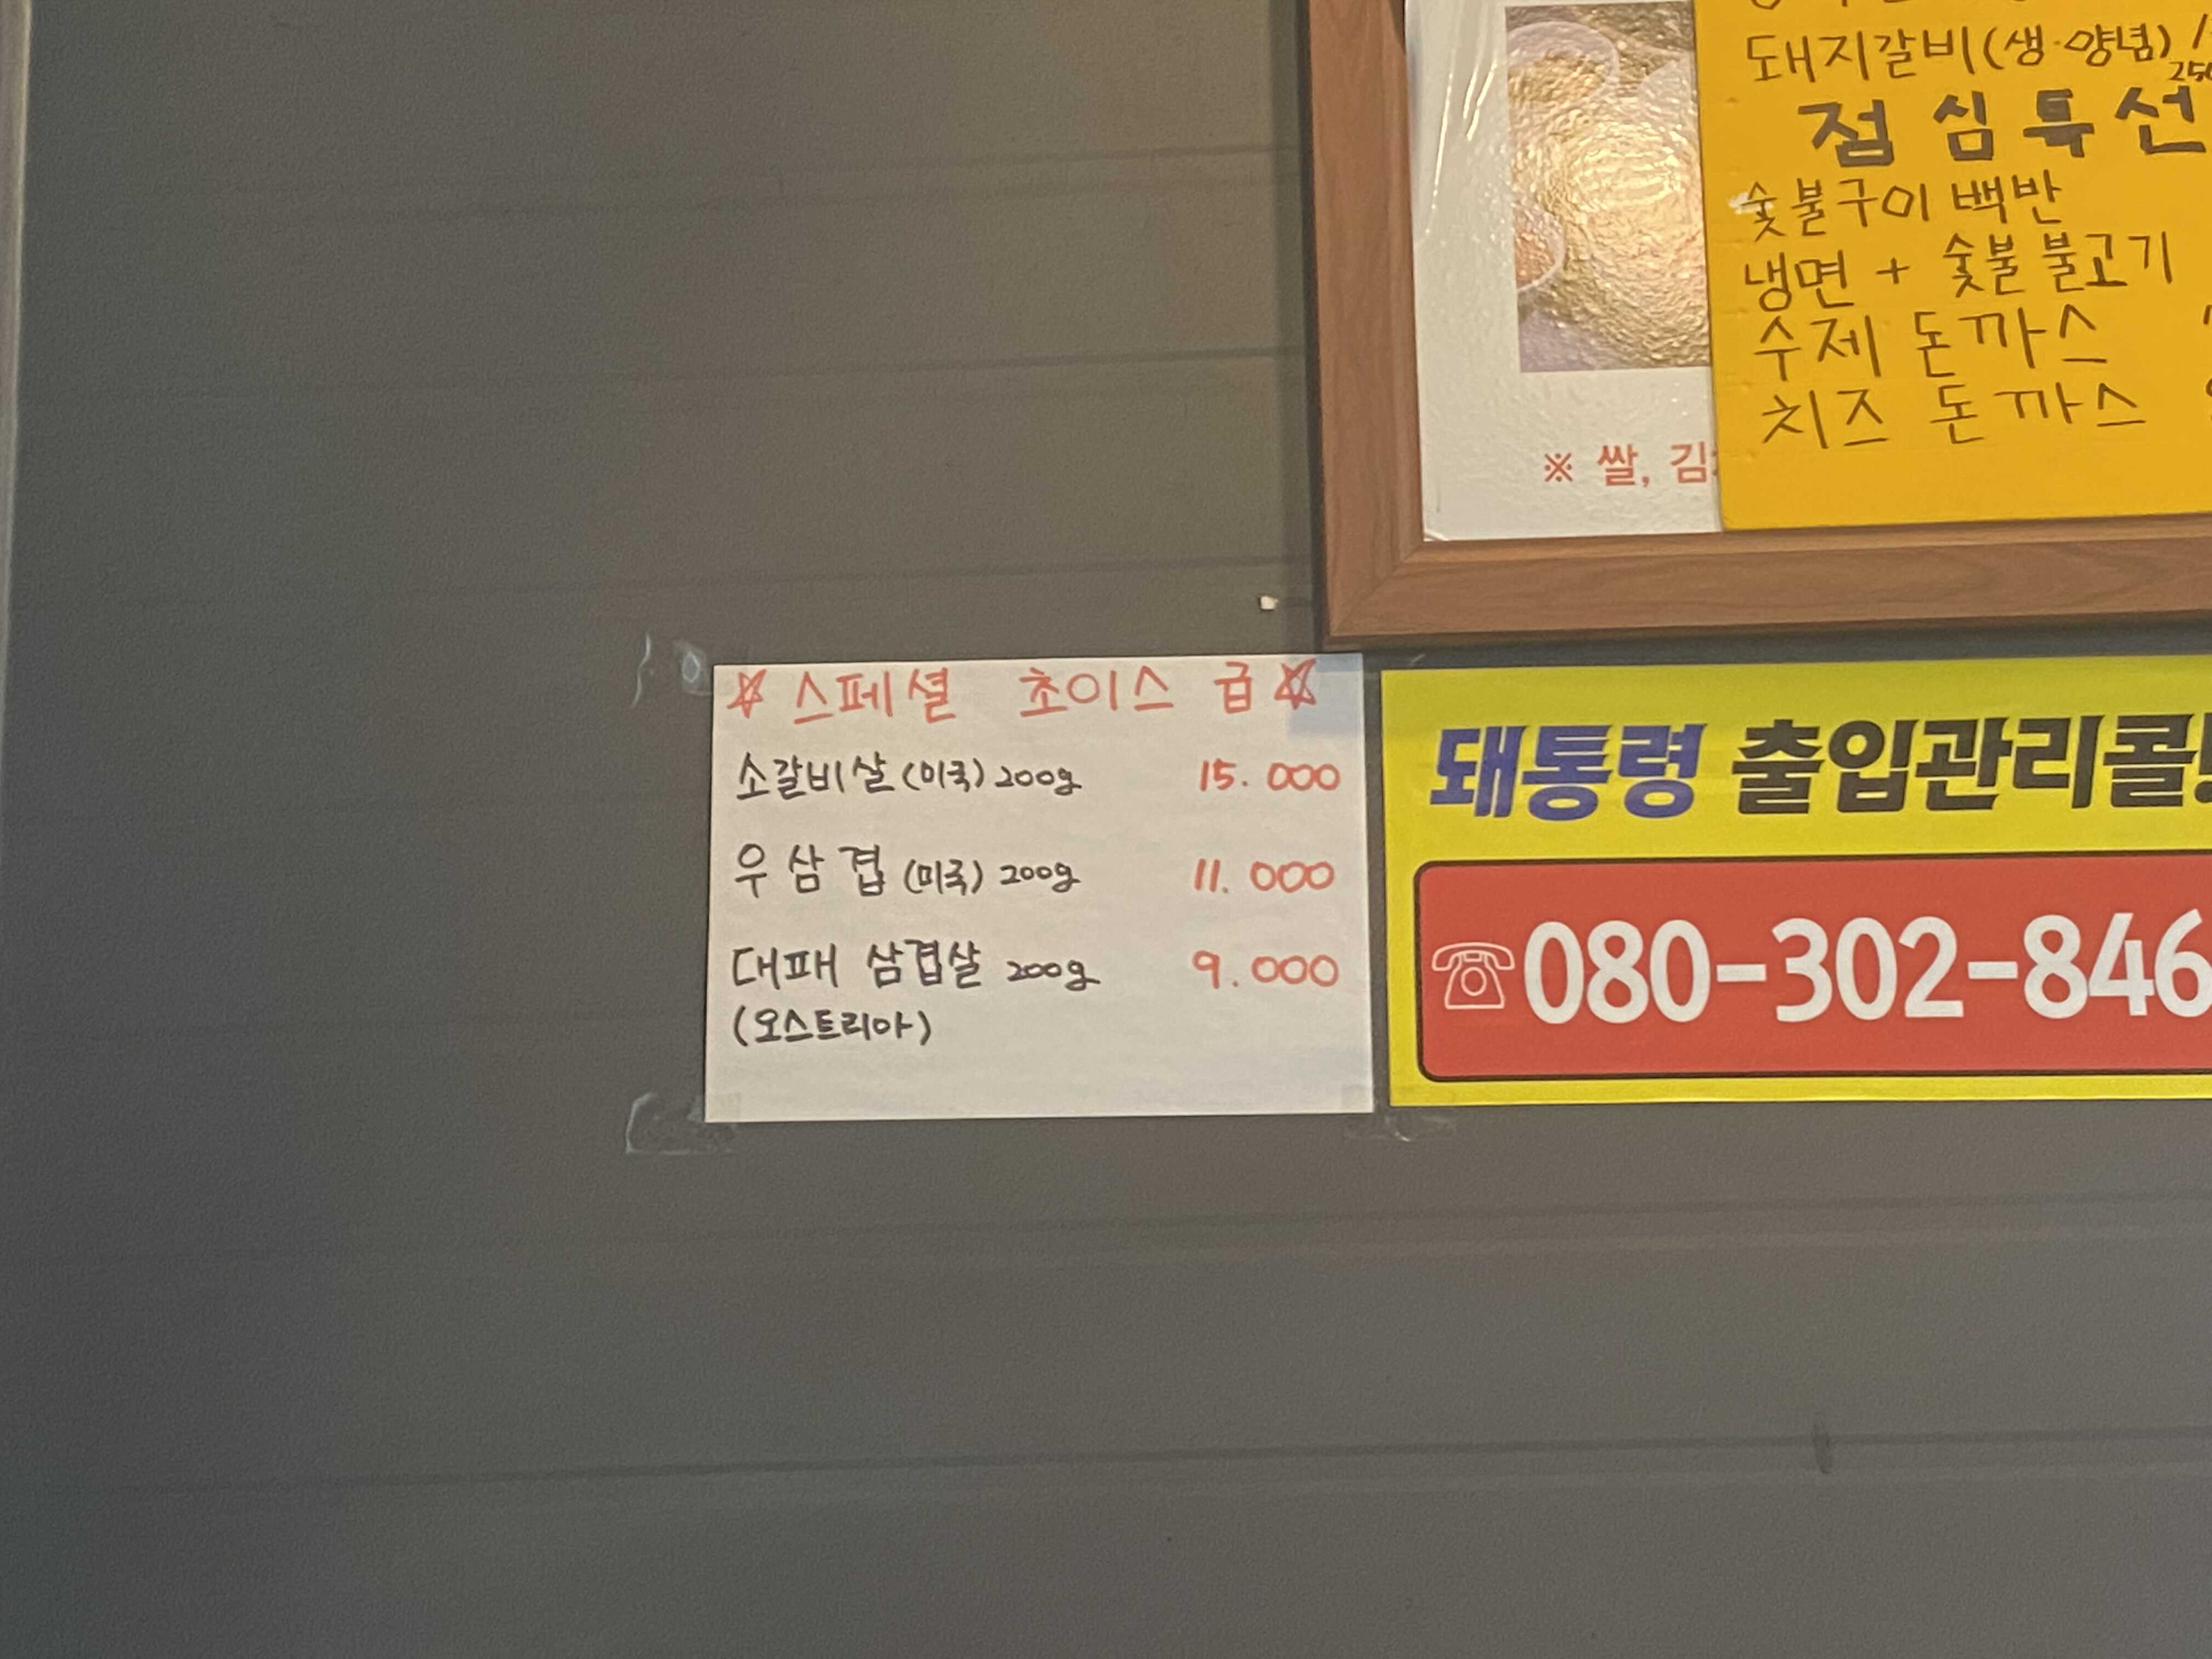 돼지갈비(생·양념)
점심특선
숯불구이 백반
냉면 + 숯불 불고기
수제 돈까스
치즈 돈까스
※ 쌀,
☆ 스페셜 초이스 급 ☆
소갈비살 (미국) 200g 15.000
우삼겹 (미국) 200g 11.000
대패 삼겹살 200g 9.000
(오스트리아)
돼통령 출입관리콜
☎ 080-302-846